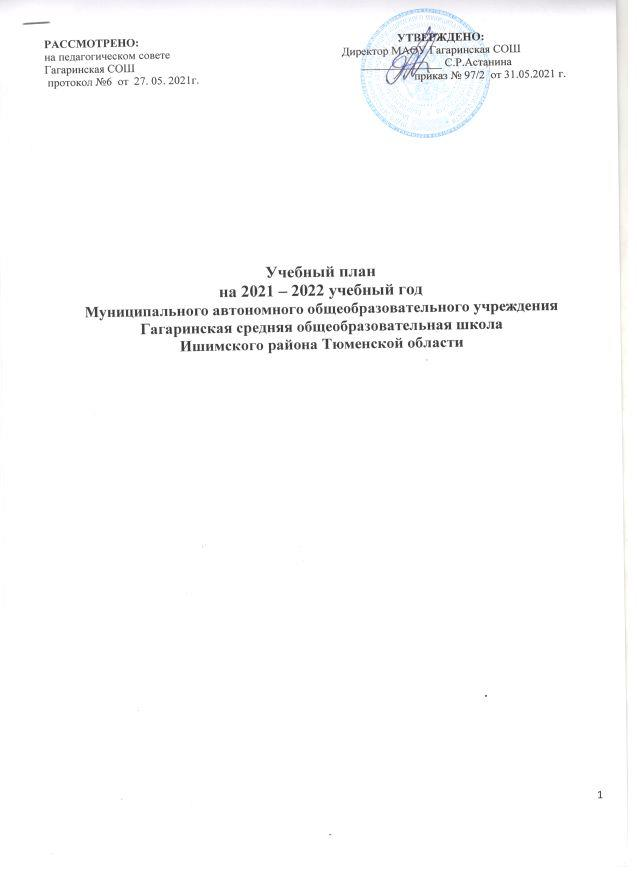 РАССМОТРЕНО:
на педагогическом совете
Гагаринская СОШ
протокол №6 от 27. 05. 2021г.
УТВЕРЖДЕНО:
Директор МАОУ Гагаринская СОШ
______________ С.Р.Астанина
приказ № 97/2 от 31.05.2021 г.
Учебный план
на 2021 – 2022 учебный год
Муниципального автономного общеобразовательного учреждения
Гагаринская средняя общеобразовательная школа
Ишимского района Тюменской области
1